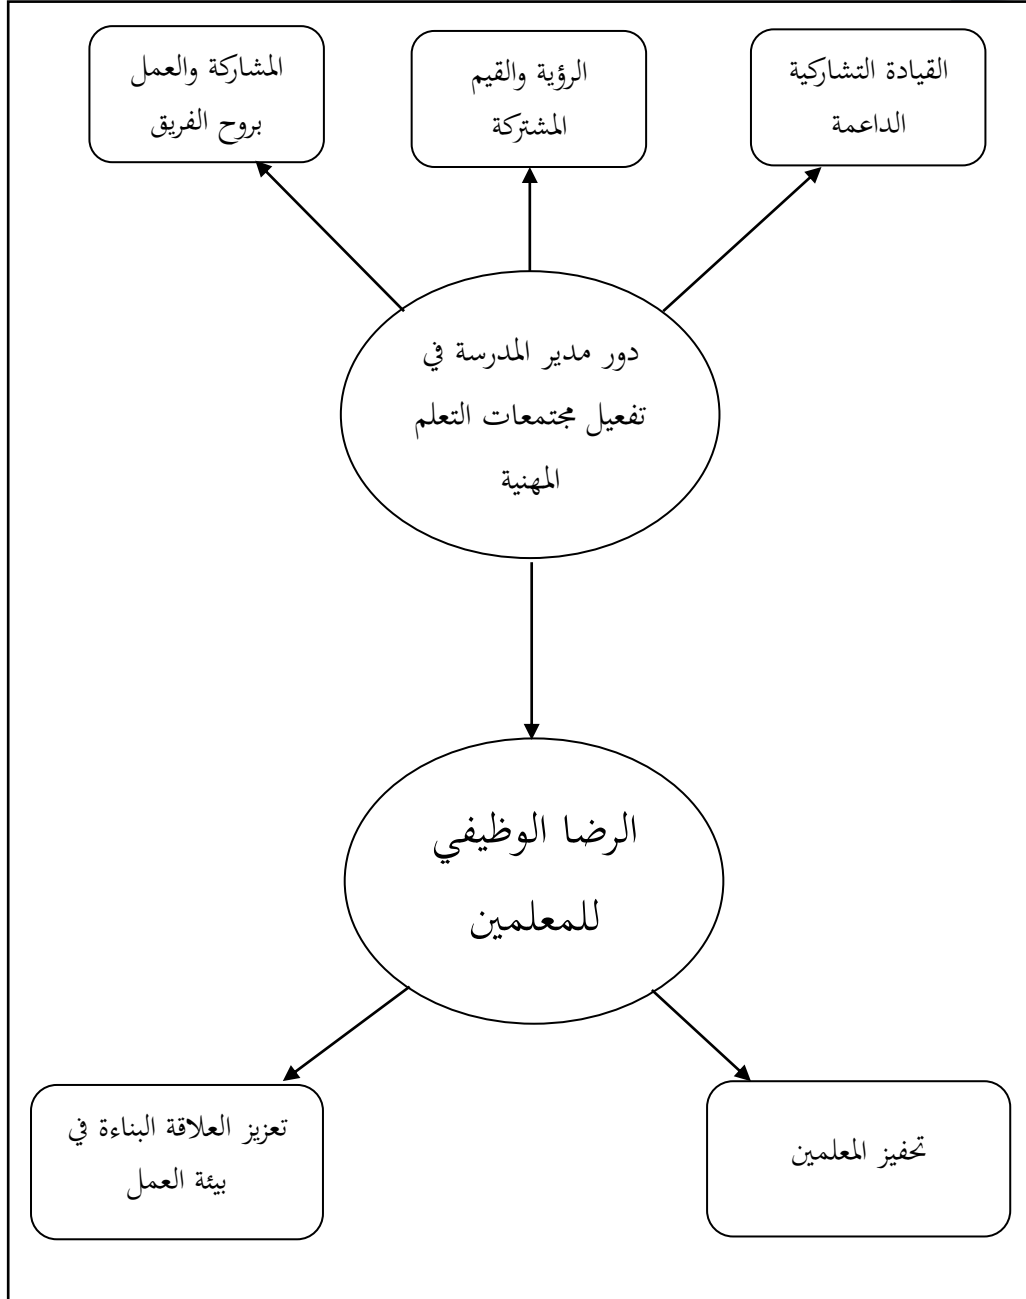 القيادة التشاركية
الداعمة
الرؤية والقيم
المشتركة
المشاركة والعمل
بروح الفريق
دور مدير المدرسة في
تفعيل مجتمعات التعلم
المهنية
الرضا الوظيفي
للمعلمين
تحفيز المعلمين
تعزيز العلاقة البناءة في
بيئة العمل